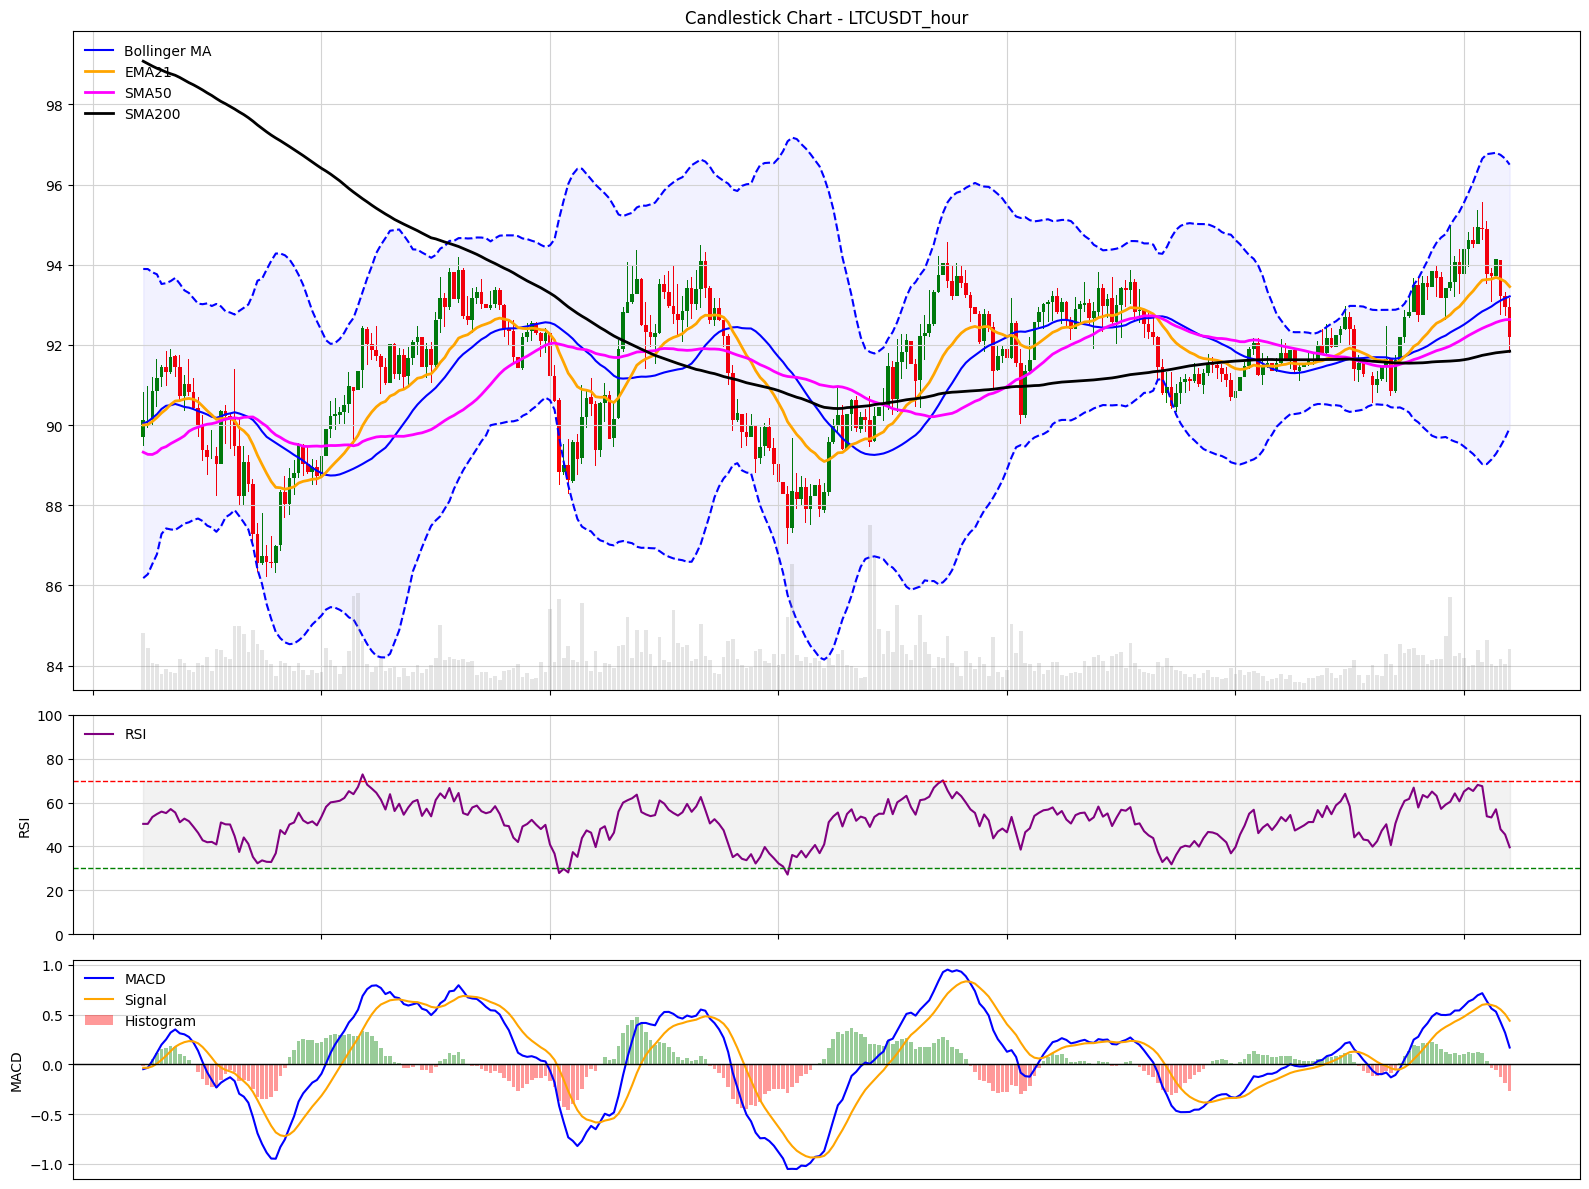 Candlestick Chart - LTCUSDT_hour
Bollinger MA
EMA21
SMA50
SMA200
98
96
94
92
90
88
86
84
RSI
100
80
60
40
20
0
RSI
MACD
Signal
Histogram
1.0
0.5
0.0
−0.5
−1.0
MACD